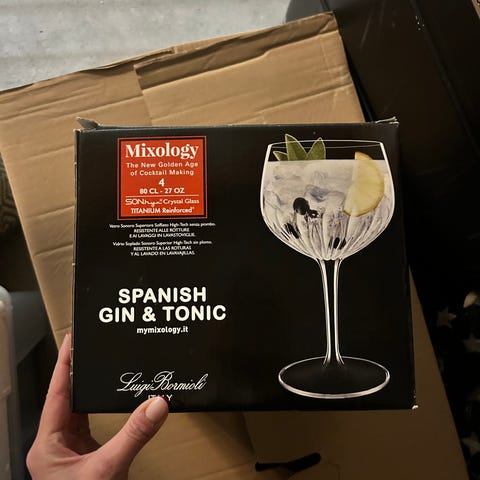 Mixology
The New Golden Age
of Cocktail Making
4
80 CL - 27 OZ
SON.hyx Crystal Glass
TITANIUM Reinforced
Vetro Sonoro Superiore Soffiato High-Tech senza piombo.
RESISTENTE ALLE ROTTURE
E AI LAVAGGI IN LAVASTOVIGLIE.
Vidrio Soplado Sonoro Superior High-Tech sin plomo.
RESISTENTE A LAS ROTURAS
Y AL LAVADO EN LAVAVAJILLAS.
SPANISH
GIN & TONIC
mymixology.it
Luigi Bormioli
ITALY